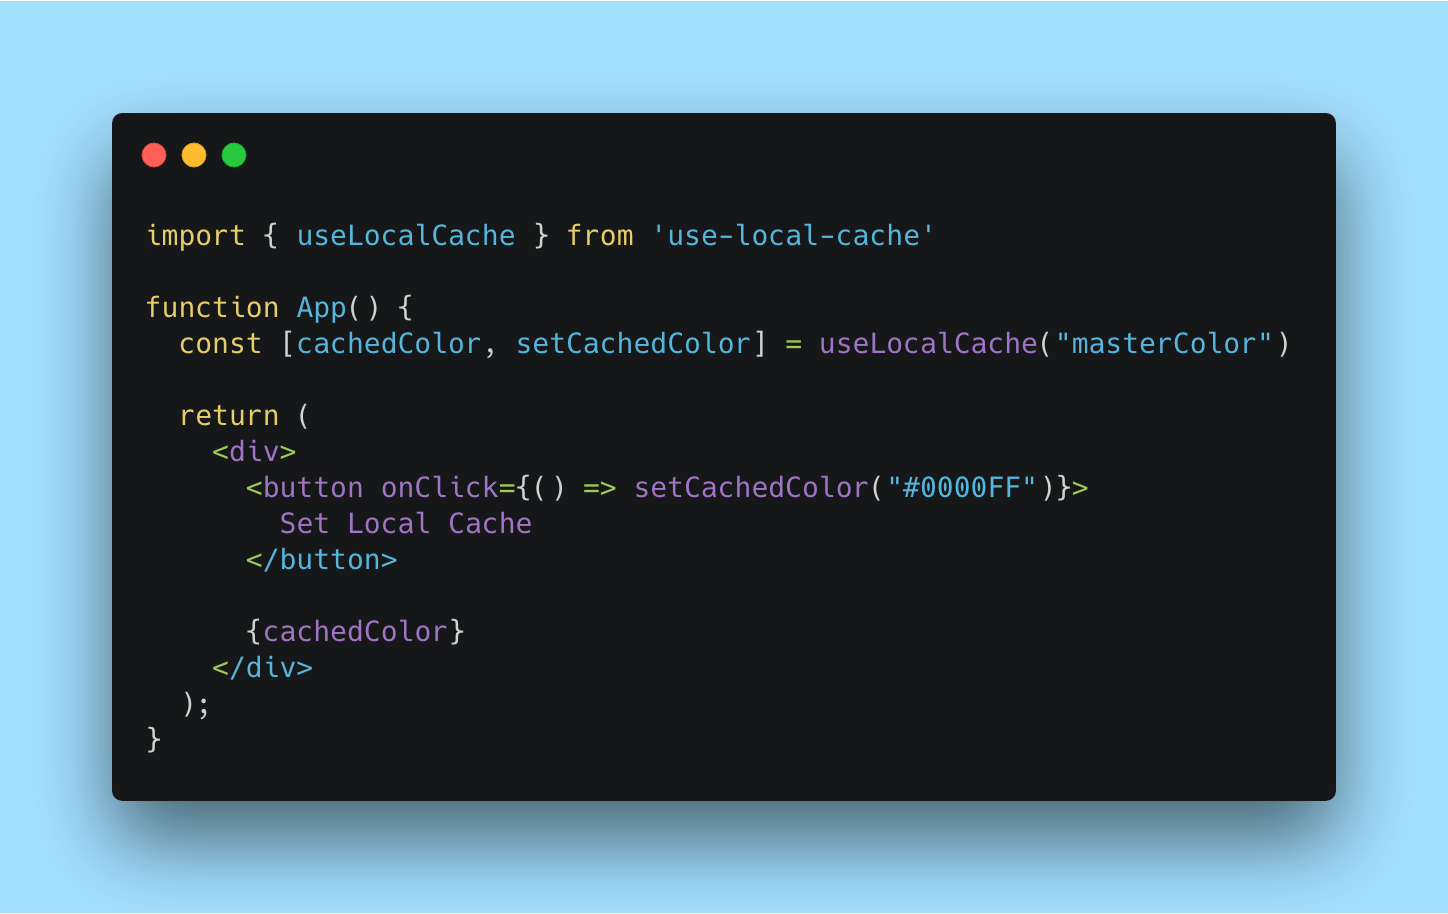 import { useLocalCache } from 'use-local-cache'

function App() {
  const [cachedColor, setCachedColor] = useLocalCache("masterColor")

  return (
    <div>
      <button onClick={() => setCachedColor("#0000FF")}>
        Set Local Cache
      </button>

      {cachedColor}
    </div>
  );
}